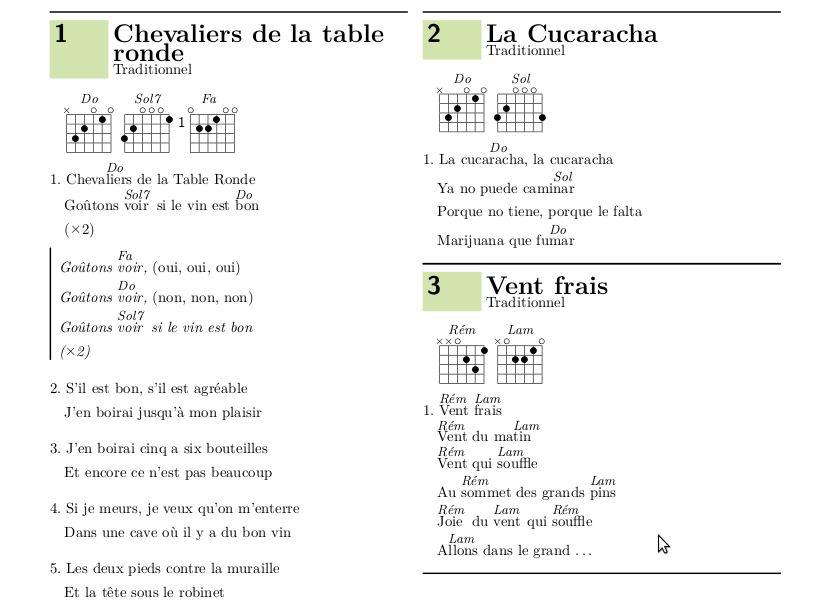 1
Chevaliers de la table
ronde
Traditionnel
Do Sol7 Fa
1
Do
1. Chevaliers de la Table Ronde
Sol7 Do
Goûtons voir si le vin est bon
(×2)
Fa
Goûtons voir, (oui, oui, oui)
Do
Goûtons voir, (non, non, non)
Sol7
Goûtons voir si le vin est bon
(×2)
2. S'il est bon, s'il est agréable
J'en boirai jusqu'à mon plaisir
3. J'en boirai cinq a six bouteilles
Et encore ce n'est pas beaucoup
4. Si je meurs, je veux qu'on m'enterre
Dans une cave où il y a du bon vin
5. Les deux pieds contre la muraille
Et la tête sous le robinet
2
La Cucaracha
Traditionnel
Do Sol
Do
1. La cucaracha, la cucaracha
Sol
Ya no puede caminar
Porque no tiene, porque le falta
Do
Marijuana que fumar
3
Vent frais
Traditionnel
Rém Lam
Rém Lam
1. Vent frais
Rém Lam
Vent du matin
Rém Lam
Vent qui souffle
Rém Lam
Au sommet des grands pins
Rém Lam Rém
Joie du vent qui souffle
Lam
Allons dans le grand ...